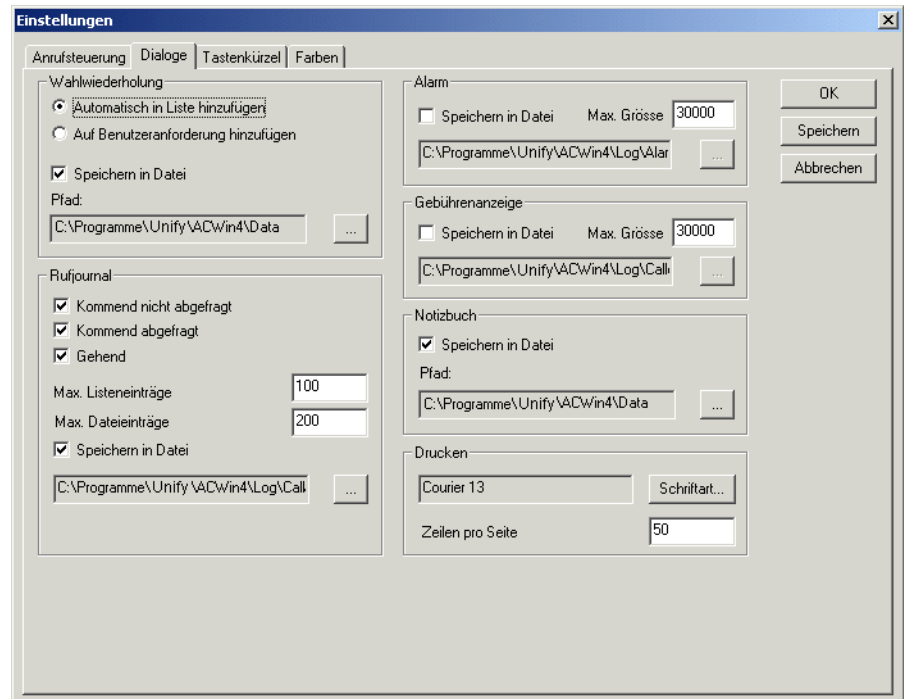 Einstellungen
Anrufsteuerung Dialoge Tastenkürzel Farben
Wahlwiederholung
Automatisch in Liste hinzufügen
Auf Benutzeranforderung hinzufügen
Speichern in Datei
Pfad:
C:\Programme\Unify\ACWin4\Data ...
Rufjournal
Kommend nicht abgefragt
Kommend abgefragt
Gehend
Max. Listeneinträge 100
Max. Dateieinträge 200
Speichern in Datei
C:\Programme\Unify\ACWin4\Log\Call ...
Alarm
Speichern in Datei Max. Grösse 30000
C:\Programme\Unify\ACWin4\Log\Alar ...
Gebührenanzeige
Speichern in Datei Max. Grösse 30000
C:\Programme\Unify\ACWin4\Log\Call ...
Notizbuch
Speichern in Datei
Pfad:
C:\Programme\Unify\ACWin4\Data ...
Drucken
Courier 13 Schriftart...
Zeilen pro Seite 50
OK
Speichern
Abbrechen